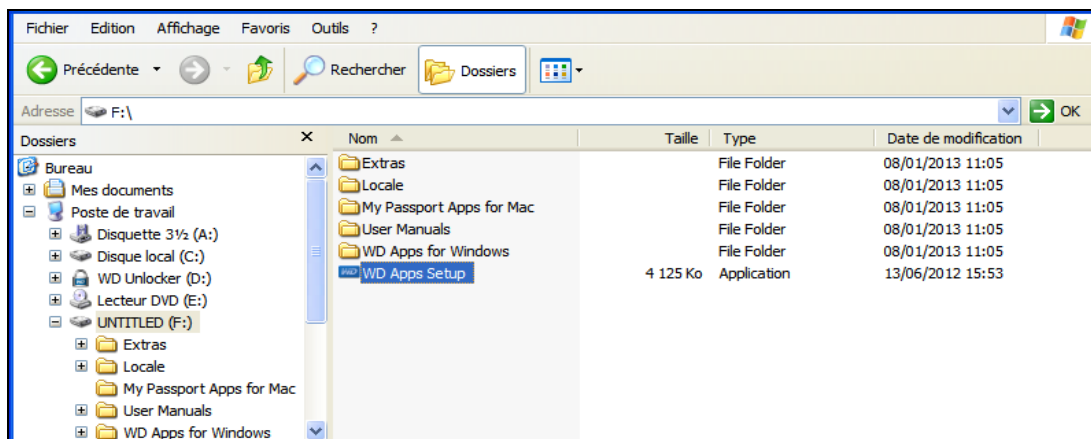 Fichier Edition Affichage Favoris Outils ?
Précédente Rechercher Dossiers
Adresse F:\ OK
Dossiers × Nom Taille Type Date de modification
Bureau
Mes documents
Poste de travail
Disquette 3½ (A:)
Disque local (C:)
WD Unlocker (D:)
Lecteur DVD (E:)
UNTITLED (F:)
Extras
Locale
My Passport Apps for Mac
User Manuals
WD Apps for Windows
Extras File Folder 08/01/2013 11:05
Locale File Folder 08/01/2013 11:05
My Passport Apps for Mac File Folder 08/01/2013 11:05
User Manuals File Folder 08/01/2013 11:05
WD Apps for Windows File Folder 08/01/2013 11:05
WD WD Apps Setup 4 125 Ko Application 13/06/2012 15:53